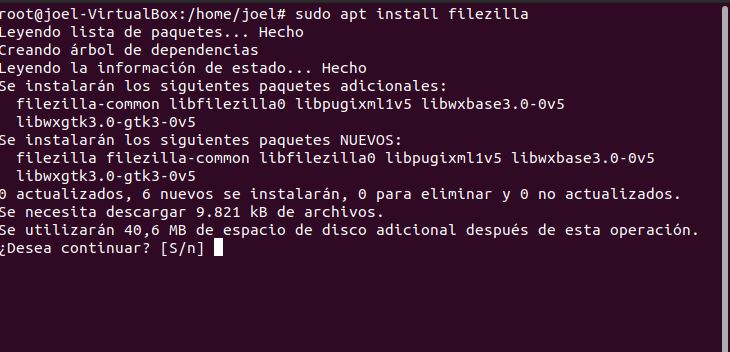 root@joel-VirtualBox:/home/joel# sudo apt install filezilla
Leyendo lista de paquetes... Hecho
Creando árbol de dependencias
Leyendo la información de estado... Hecho
Se instalarán los siguientes paquetes adicionales:
  filezilla-common libfilezilla0 libpugixml1v5 libwxbase3.0-0v5
  libwxgtk3.0-gtk3-0v5
Se instalarán los siguientes paquetes NUEVOS:
  filezilla filezilla-common libfilezilla0 libpugixml1v5 libwxbase3.0-0v5
  libwxgtk3.0-gtk3-0v5
0 actualizados, 6 nuevos se instalarán, 0 para eliminar y 0 no actualizados.
Se necesita descargar 9.821 kB de archivos.
Se utilizarán 40,6 MB de espacio de disco adicional después de esta operación.
¿Desea continuar? [S/n]